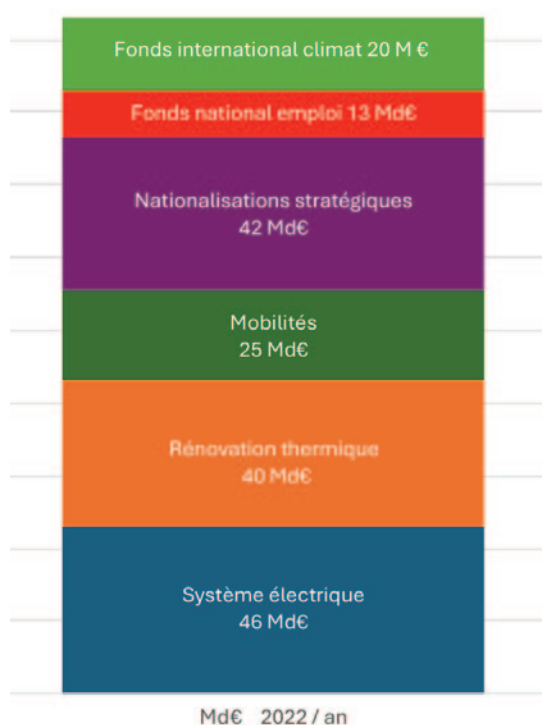 Fonds international climat 20 M €
Fonds national emploi 13 Md€
Nationalisations stratégiques
42 Md€
Mobilités
25 Md€
Rénovation thermique
40 Md€
Système électrique
46 Md€
Md€ 2022 / an